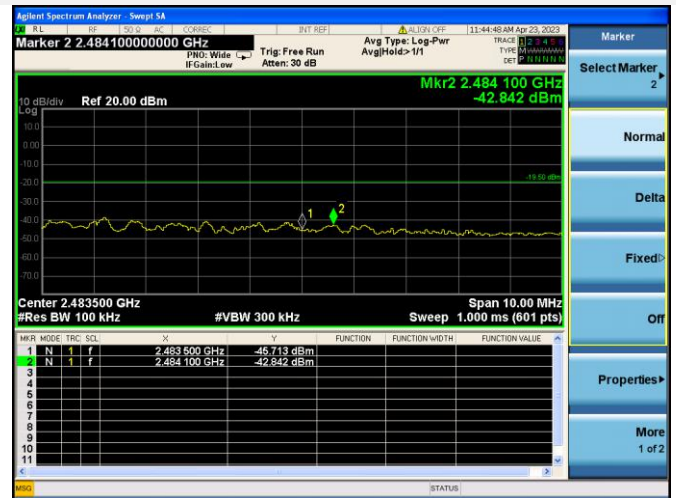 Agilent Spectrum Analyzer - Swept SA
RL RF 50 Ω AC CORREC INT REF ALIGN OFF 11:44:48 AM Apr 23, 2023
Marker 2 2.484100000000 GHz
PNO: Wide
IFGain:Low
Trig: Free Run
Atten: 30 dB
Avg Type: Log-Pwr
Avg|Hold>1/1
TRACE 1 2 3 4 5 6
TYPE
DET P N N N N N
Mkr2 2.484 100 GHz
-42.842 dBm
10 dB/div Ref 20.00 dBm
Log
10.0
0.00
-10.0
-20.0
-30.0
-40.0
-50.0
-60.0
-70.0
-19.50 dBm
1
2
Center 2.483500 GHz Span 10.00 MHz
#Res BW 100 kHz #VBW 300 kHz Sweep 1.000 ms (601 pts)
MKR MODE TRC SCL X Y FUNCTION FUNCTION WIDTH FUNCTION VALUE
1 N 1 f 2.483 500 GHz -45.713 dBm
2 N 1 f 2.484 100 GHz -42.842 dBm
3
4
5
6
7
8
9
10
11
MSG STATUS
Marker
Select Marker
2
Normal
Delta
Fixed
Off
Properties
More
1 of 2